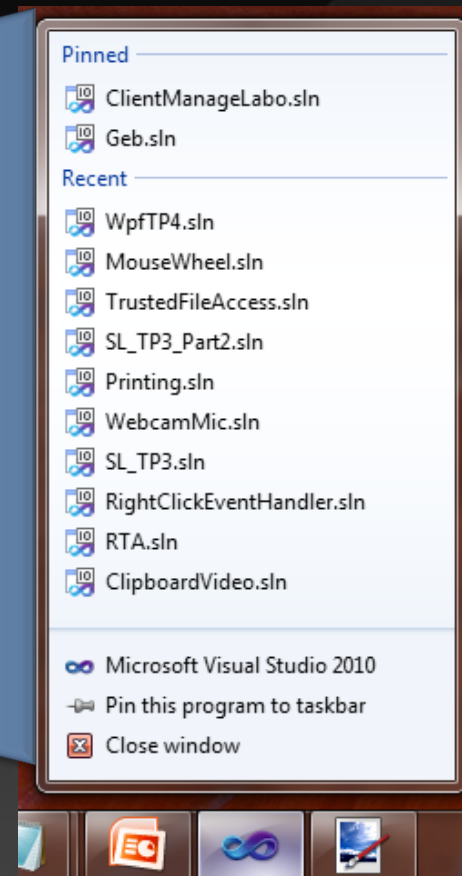 Pinned
ClientManageLabo.sln
Geb.sln
Recent
WpfTP4.sln
MouseWheel.sln
TrustedFileAccess.sln
SL_TP3_Part2.sln
Printing.sln
WebcamMic.sln
SL_TP3.sln
RightClickEventHandler.sln
RTA.sln
ClipboardVideo.sln
Microsoft Visual Studio 2010
Pin this program to taskbar
Close window